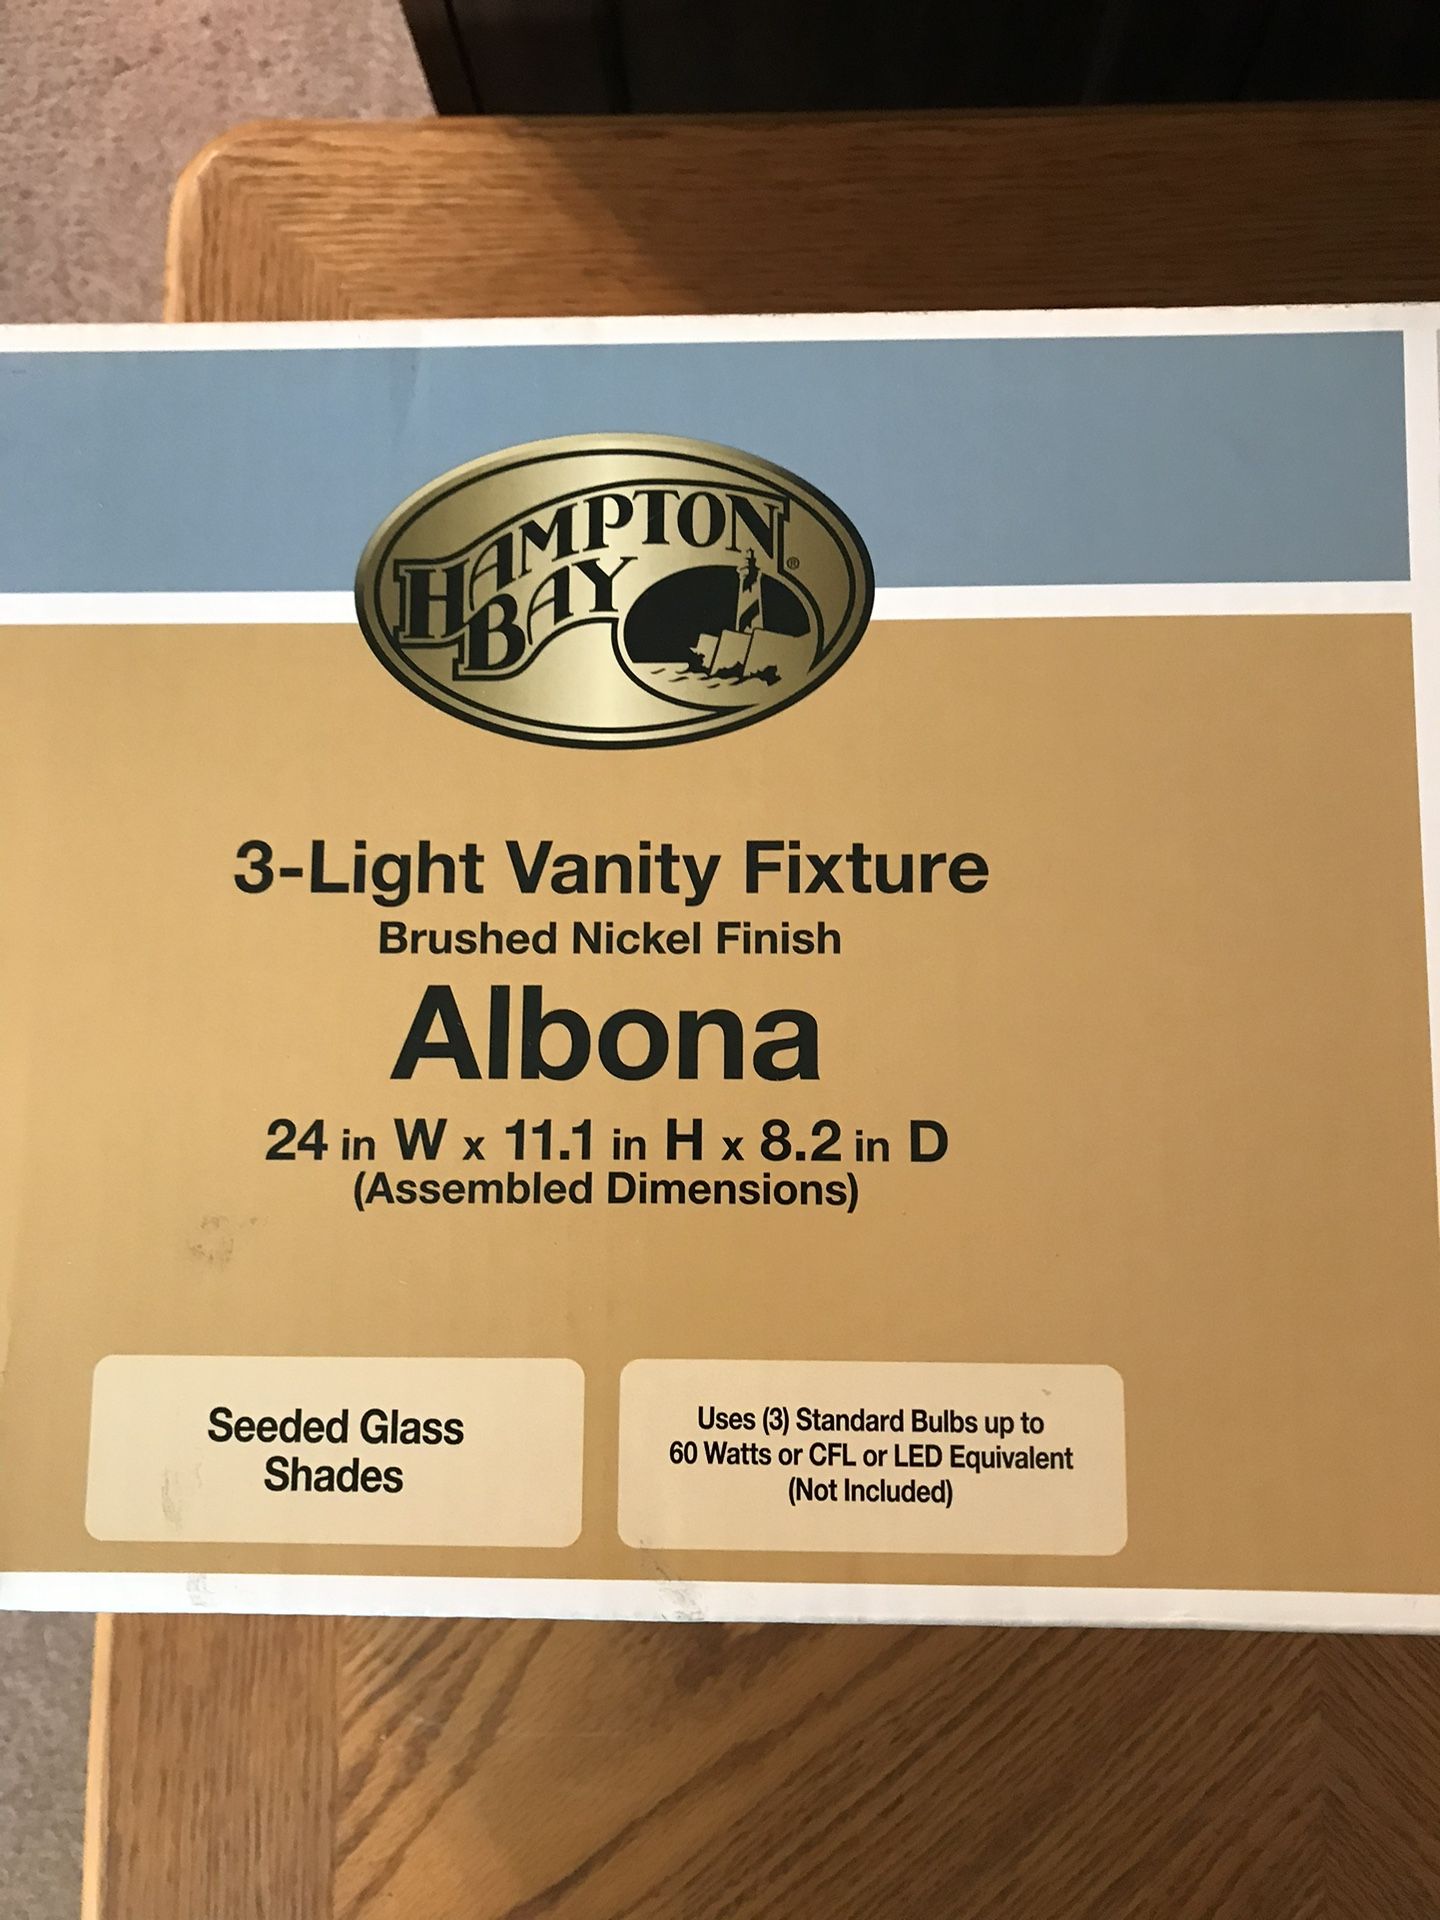 HAMPTON
BAY®
3-Light Vanity Fixture
Brushed Nickel Finish
Albona
24 in W x 11.1 in H x 8.2 in D
(Assembled Dimensions)
Seeded Glass
Shades
Uses (3) Standard Bulbs up to
60 Watts or CFL or LED Equivalent
(Not Included)